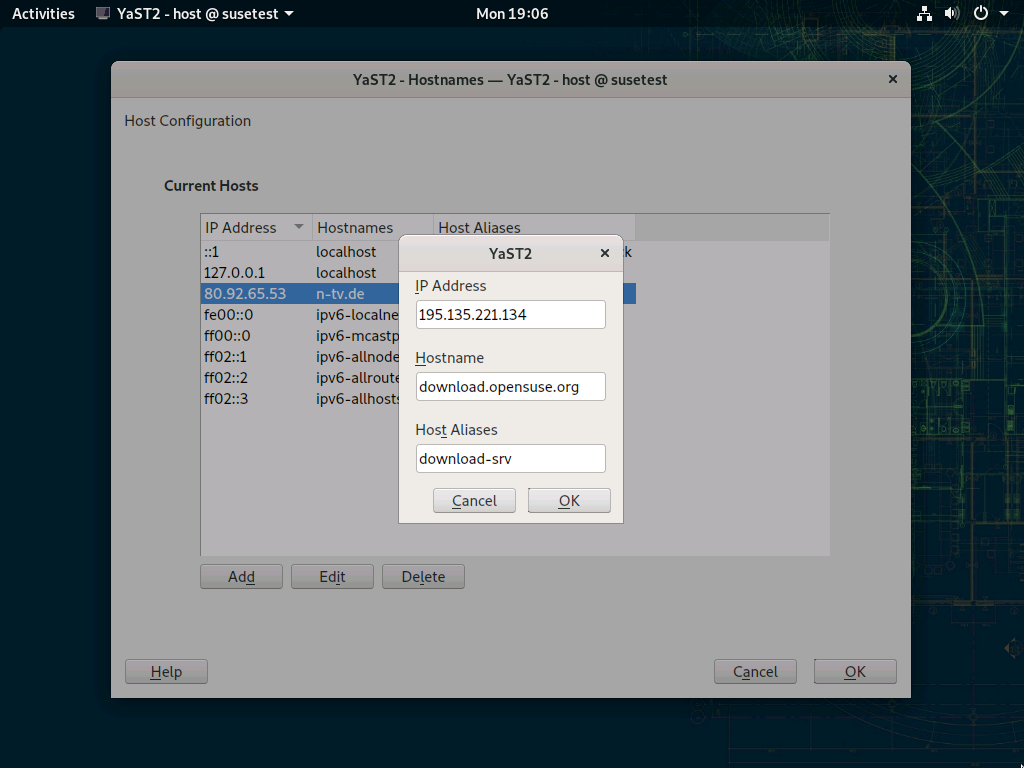 Activities YaST2 - host @ susetest Mon 19:06
YaST2 - Hostnames — YaST2 - host @ susetest
Host Configuration
Current Hosts
IP Address Hostnames Host Aliases
::1 localhost
127.0.0.1 localhost
80.92.65.53 n-tv.de
fe00::0 ipv6-localne
ff00::0 ipv6-mcastp
ff02::1 ipv6-allnode
ff02::2 ipv6-allroute
ff02::3 ipv6-allhosts
YaST2
IP Address
195.135.221.134
Hostname
download.opensuse.org
Host Aliases
download-srv
Cancel OK
Add Edit Delete
Help Cancel OK